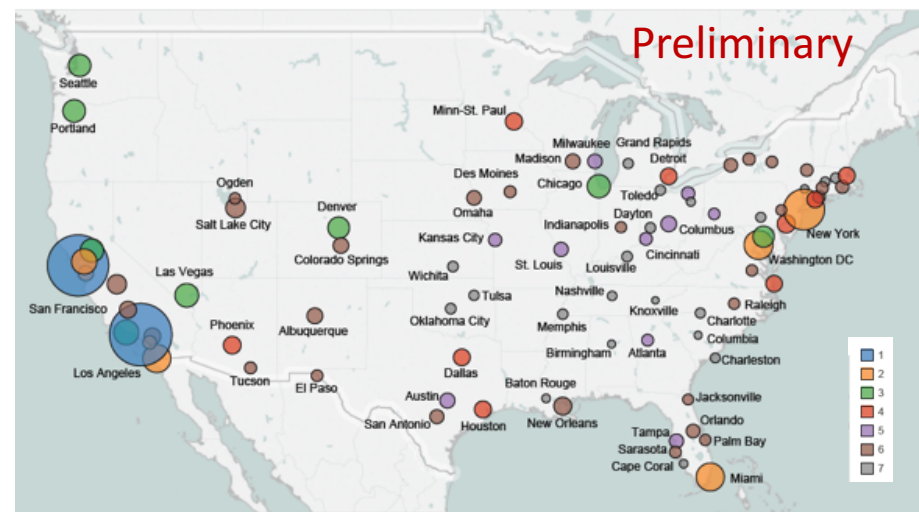 Preliminary
Seattle
Portland
Minn-St. Paul
Milwaukee
Grand Rapids
Madison
Detroit
Des Moines
Chicago
Toledo
Ogden
Salt Lake City
Denver
Omaha
Indianapolis
Dayton
Columbus
New York
Colorado Springs
Kansas City
St. Louis
Louisville
Cincinnati
Washington DC
Las Vegas
Wichita
San Francisco
Tulsa
Nashville
Knoxville
Raleigh
Phoenix
Albuquerque
Oklahoma City
Memphis
Charlotte
Birmingham
Atlanta
Columbia
Los Angeles
Tucson
El Paso
Dallas
Charleston
Austin
Baton Rouge
Jacksonville
San Antonio
Houston
New Orleans
Orlando
Tampa
Palm Bay
Sarasota
Cape Coral
Miami
1
2
3
4
5
6
7